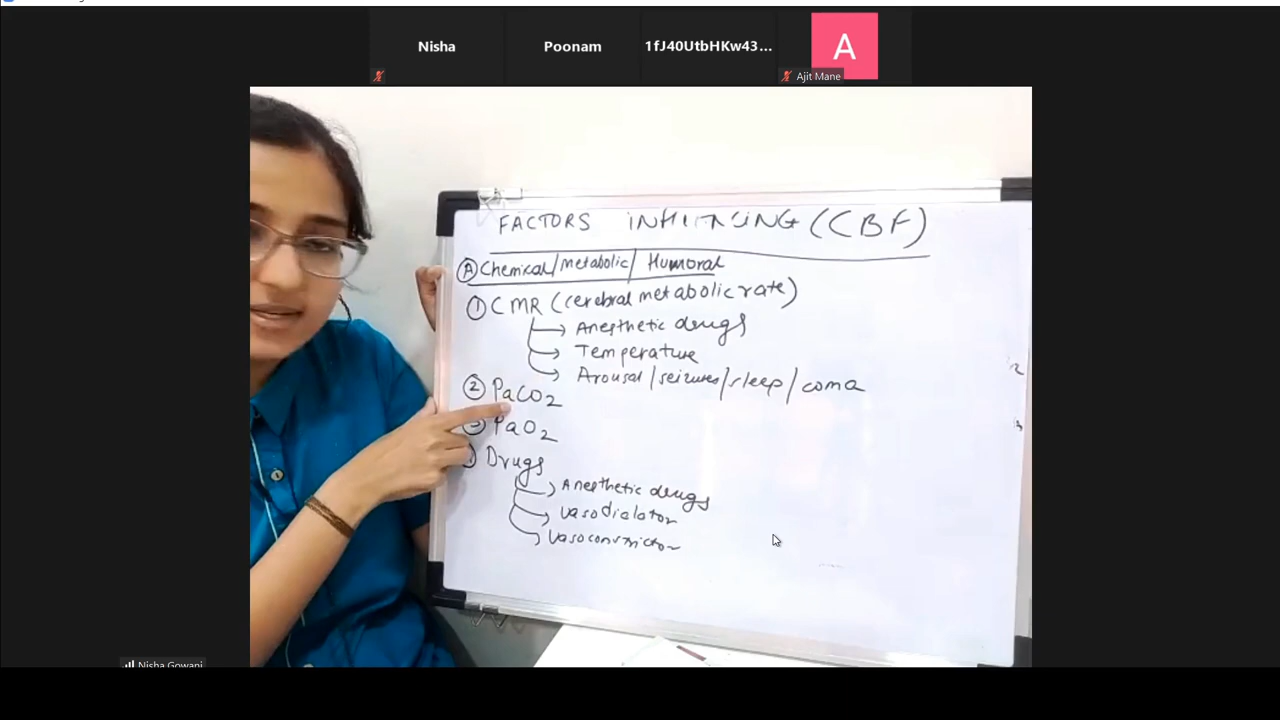 Nisha
Poonam
1fJ40UtbHKw43...
A
Ajit Mane
FACTORS INFLUENCING (CBF)
Ⓐ Chemical/metabolic/Humoral
① CMR (cerebral metabolic rate)
→ Anesthetic drugs
→ Temperature
→ Arousal/seizures/sleep/coma
② PaCO2
PaO2
Drugs
→ Anesthetic drugs
→ vasodialator
→ vasoconstrictor
Nisha Gowani